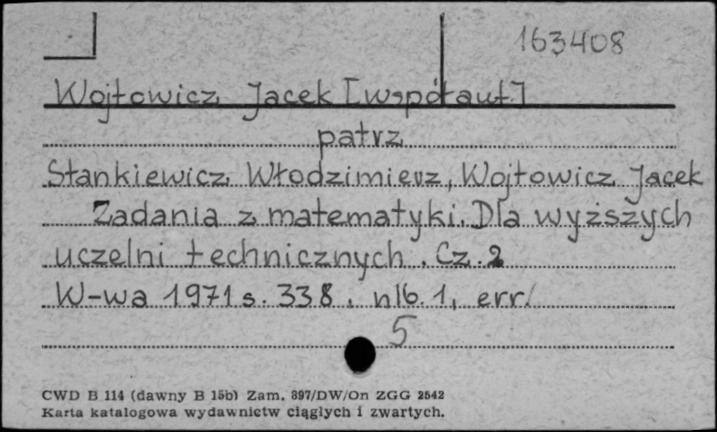 163408
Wojtowicz Jacek [współaut.]
patrz
Stankiewicz Włodzimierz, Wojtowicz Jacek
Zadania z matematyki. Dla wyższych
uczelni technicznych. Cz. 2
W-wa 1971 s. 338, nlb. 1, err.
5
CWD B 114 (dawny B 15b) Zam. 897/DW/On ZGG 2542
Karta katalogowa wydawnictw ciągłych i zwartych.